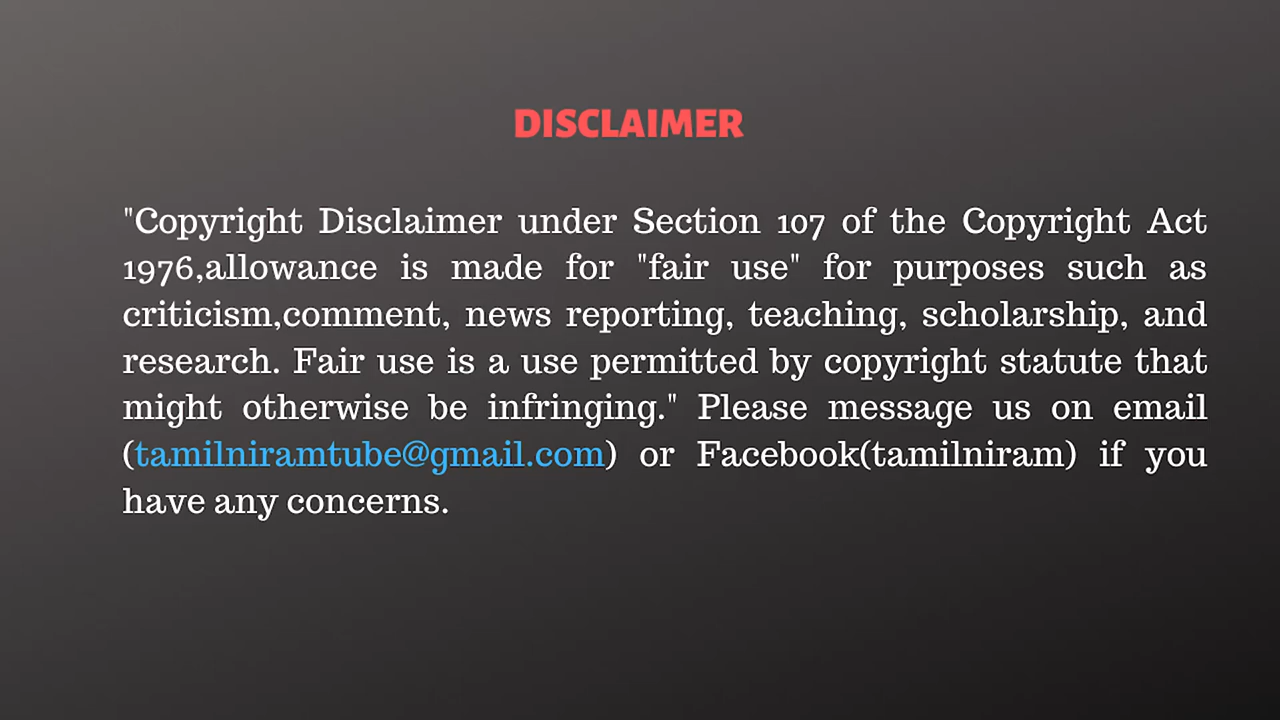 DISCLAIMER
"Copyright Disclaimer under Section 107 of the Copyright Act
1976,allowance is made for "fair use" for purposes such as
criticism,comment, news reporting, teaching, scholarship, and
research. Fair use is a use permitted by copyright statute that
might otherwise be infringing." Please message us on email
(tamilniramtube@gmail.com) or Facebook(tamilniram) if you
have any concerns.